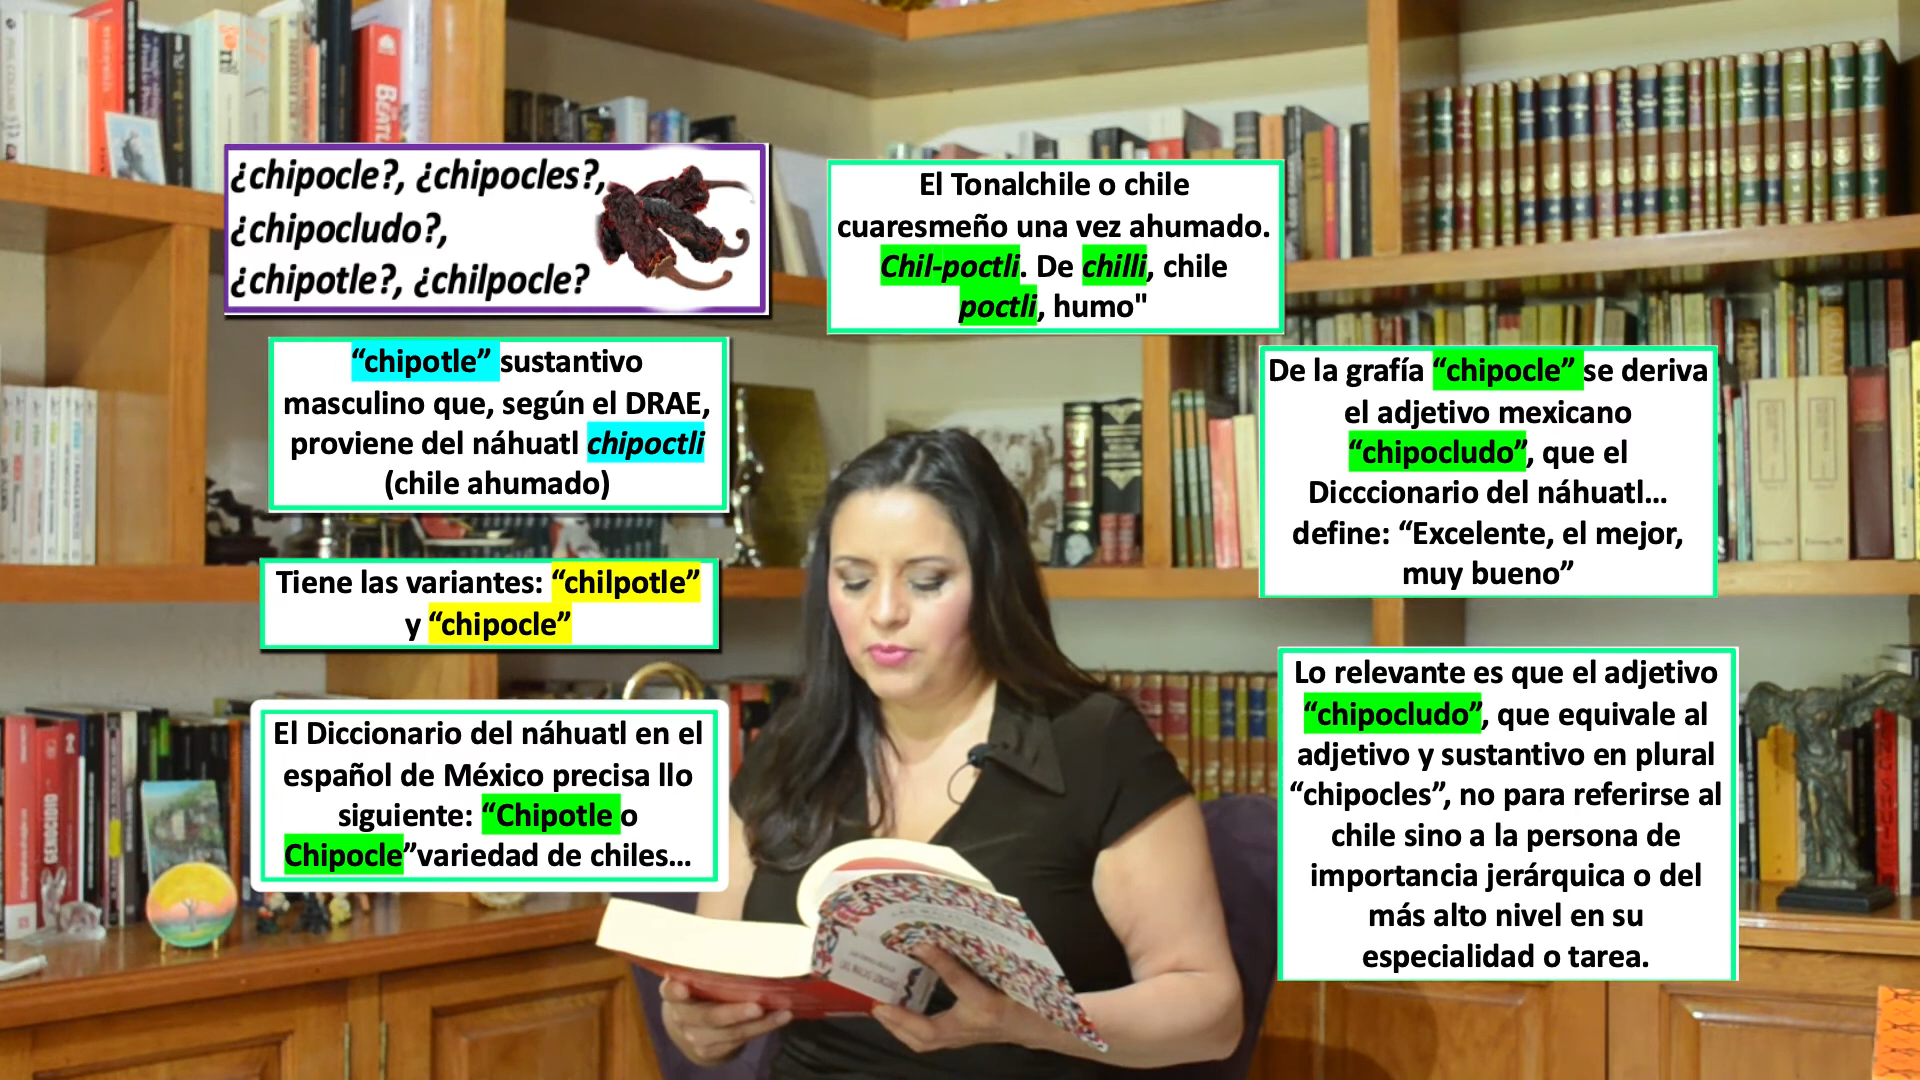 ¿chipocle?, ¿chipocles?,
¿chipocludo?,
¿chipotle?, ¿chilpocle?
“chipotle” sustantivo
masculino que, según el DRAE,
proviene del náhuatl chipoctli
(chile ahumado)
Tiene las variantes: “chilpotle”
y “chipocle”
El Diccionario del náhuatl en el
español de México precisa llo
siguiente: “Chipotle o
Chipocle”variedad de chiles...
El Tonalchile o chile
cuaresmeño una vez ahumado.
Chil-poctli. De chilli, chile
poctli, humo"
De la grafía “chipocle” se deriva
el adjetivo mexicano
“chipocludo”, que el
Dicccionario del náhuatl...
define: “Excelente, el mejor,
muy bueno”
Lo relevante es que el adjetivo
“chipocludo”, que equivale al
adjetivo y sustantivo en plural
“chipocles”, no para referirse al
chile sino a la persona de
importancia jerárquica o del
más alto nivel en su
especialidad o tarea.
GENOCIDIO